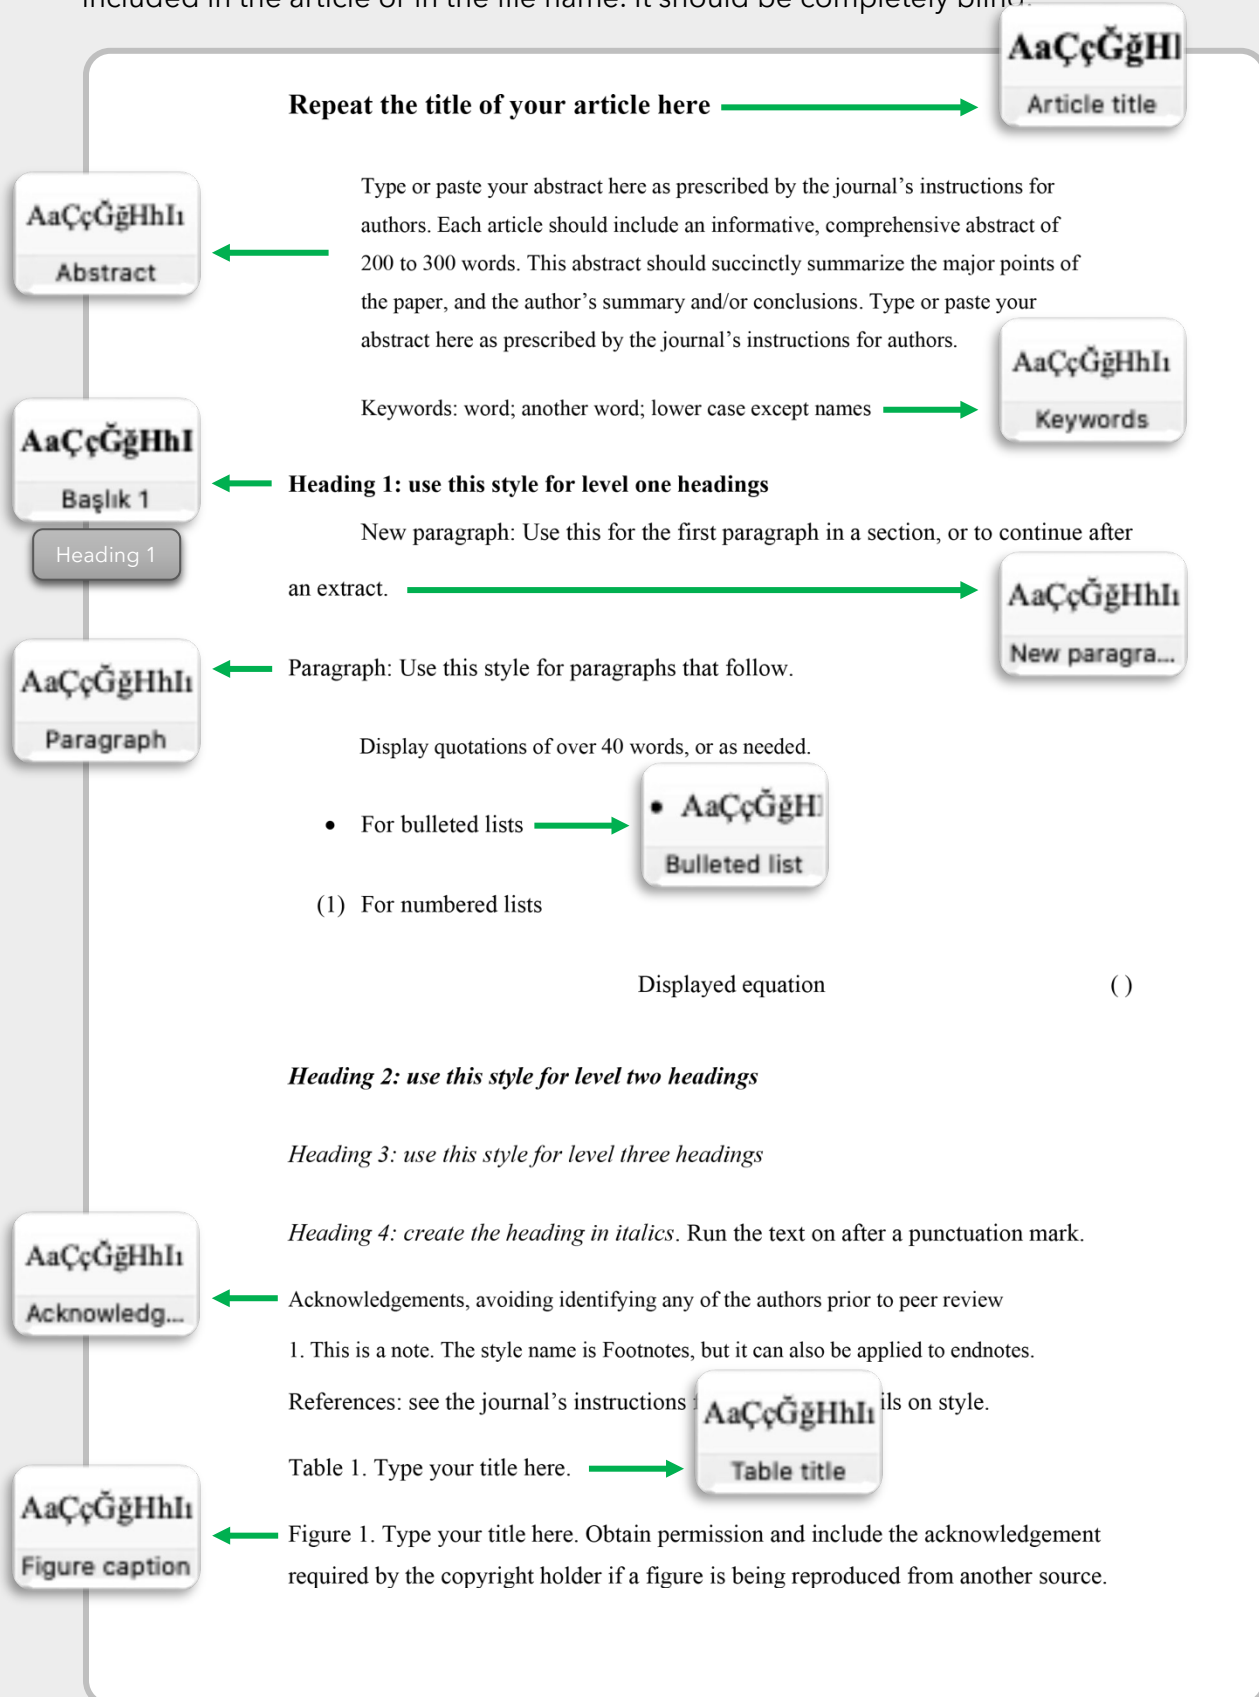 included in the article or in the file name. It should be completely blind.
AaÇçĞğHl
Article title
Repeat the title of your article here
Type or paste your abstract here as prescribed by the journal's instructions for
authors. Each article should include an informative, comprehensive abstract of
200 to 300 words. This abstract should succinctly summarize the major points of
the paper, and the author's summary and/or conclusions. Type or paste your
abstract here as prescribed by the journal's instructions for authors.
AaÇçĞğHhIı
Abstract
AaÇçĞğHhIı
Keywords
Keywords: word; another word; lower case except names
AaÇçĞğHhI
Başlık 1
Heading 1
Heading 1: use this style for level one headings
New paragraph: Use this for the first paragraph in a section, or to continue after
an extract.
AaÇçĞğHhIı
New paragra...
AaÇçĞğHhIı
Paragraph
Paragraph: Use this style for paragraphs that follow.
Display quotations of over 40 words, or as needed.
• For bulleted lists
• AaÇçĞğH
Bulleted list
(1) For numbered lists
Displayed equation ( )
Heading 2: use this style for level two headings
Heading 3: use this style for level three headings
Heading 4: create the heading in italics. Run the text on after a punctuation mark.
AaÇçĞğHhIı
Acknowledg...
Acknowledgements, avoiding identifying any of the authors prior to peer review
1. This is a note. The style name is Footnotes, but it can also be applied to endnotes.
References: see the journal's instructions ils on style.
AaÇçĞğHhIı
Table title
Table 1. Type your title here.
AaÇçĞğHhIı
Figure caption
Figure 1. Type your title here. Obtain permission and include the acknowledgement
required by the copyright holder if a figure is being reproduced from another source.